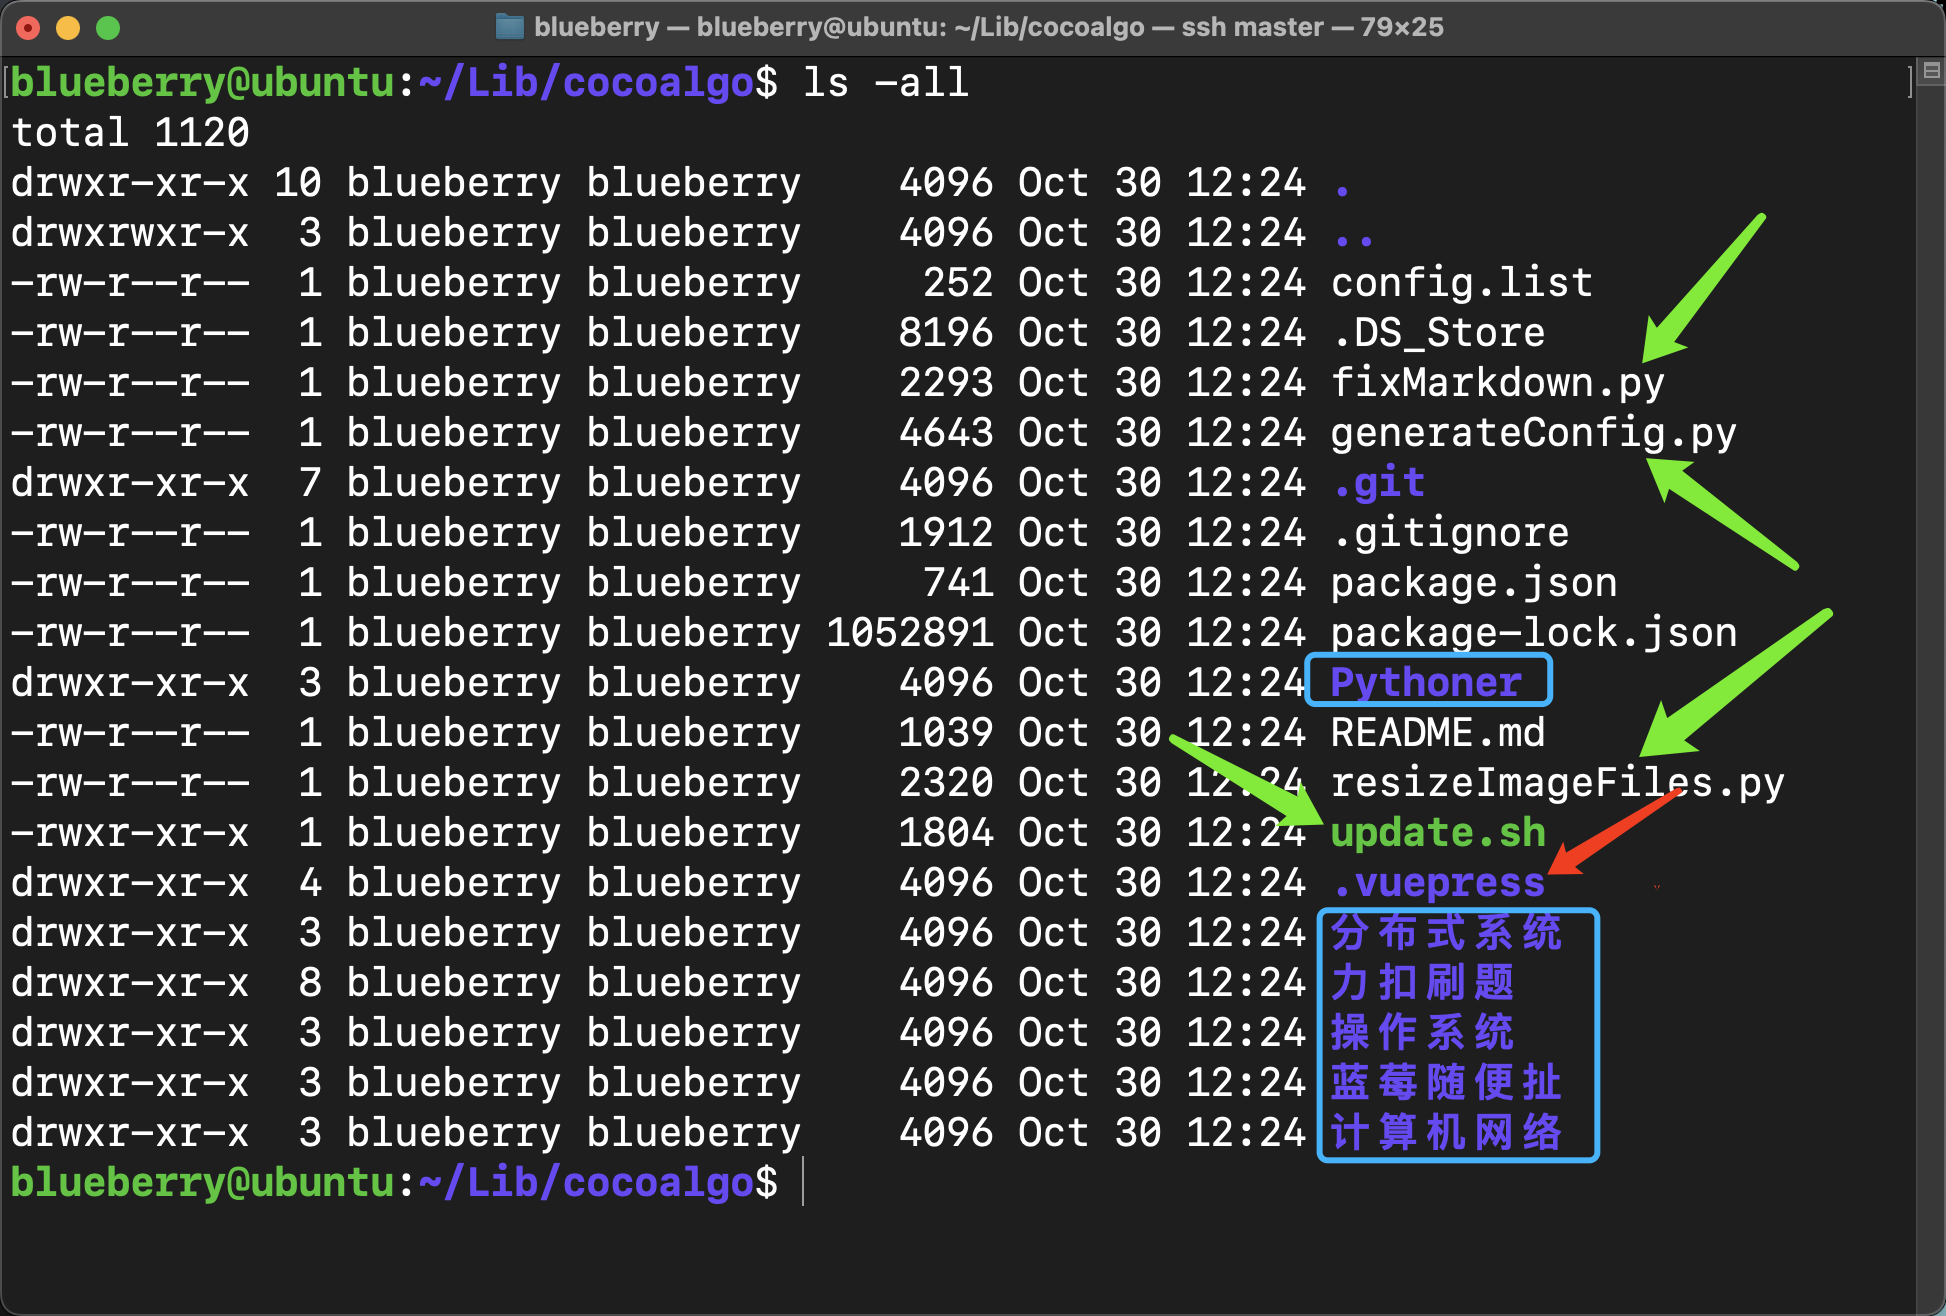 blueberry — blueberry@ubuntu: ~/Lib/cocoalgo — ssh master — 79×25
[blueberry@ubuntu:~/Lib/cocoalgo$ ls -all ]
total 1120
drwxr-xr-x 10 blueberry blueberry    4096 Oct 30 12:24 .
drwxrwxr-x  3 blueberry blueberry    4096 Oct 30 12:24 ..
-rw-r--r--  1 blueberry blueberry     252 Oct 30 12:24 config.list
-rw-r--r--  1 blueberry blueberry    8196 Oct 30 12:24 .DS_Store
-rw-r--r--  1 blueberry blueberry    2293 Oct 30 12:24 fixMarkdown.py
-rw-r--r--  1 blueberry blueberry    4643 Oct 30 12:24 generateConfig.py
drwxr-xr-x  7 blueberry blueberry    4096 Oct 30 12:24 .git
-rw-r--r--  1 blueberry blueberry    1912 Oct 30 12:24 .gitignore
-rw-r--r--  1 blueberry blueberry     741 Oct 30 12:24 package.json
-rw-r--r--  1 blueberry blueberry 1052891 Oct 30 12:24 package-lock.json
drwxr-xr-x  3 blueberry blueberry    4096 Oct 30 12:24 Pythoner
-rw-r--r--  1 blueberry blueberry    1039 Oct 30 12:24 README.md
-rw-r--r--  1 blueberry blueberry    2320 Oct 30 12:24 resizeImageFiles.py
-rwxr-xr-x  1 blueberry blueberry    1804 Oct 30 12:24 update.sh
drwxr-xr-x  4 blueberry blueberry    4096 Oct 30 12:24 .vuepress
drwxr-xr-x  3 blueberry blueberry    4096 Oct 30 12:24 分布式系统
drwxr-xr-x  8 blueberry blueberry    4096 Oct 30 12:24 力扣刷题
drwxr-xr-x  3 blueberry blueberry    4096 Oct 30 12:24 操作系统
drwxr-xr-x  3 blueberry blueberry    4096 Oct 30 12:24 蓝莓随便扯
drwxr-xr-x  3 blueberry blueberry    4096 Oct 30 12:24 计算机网络
blueberry@ubuntu:~/Lib/cocoalgo$